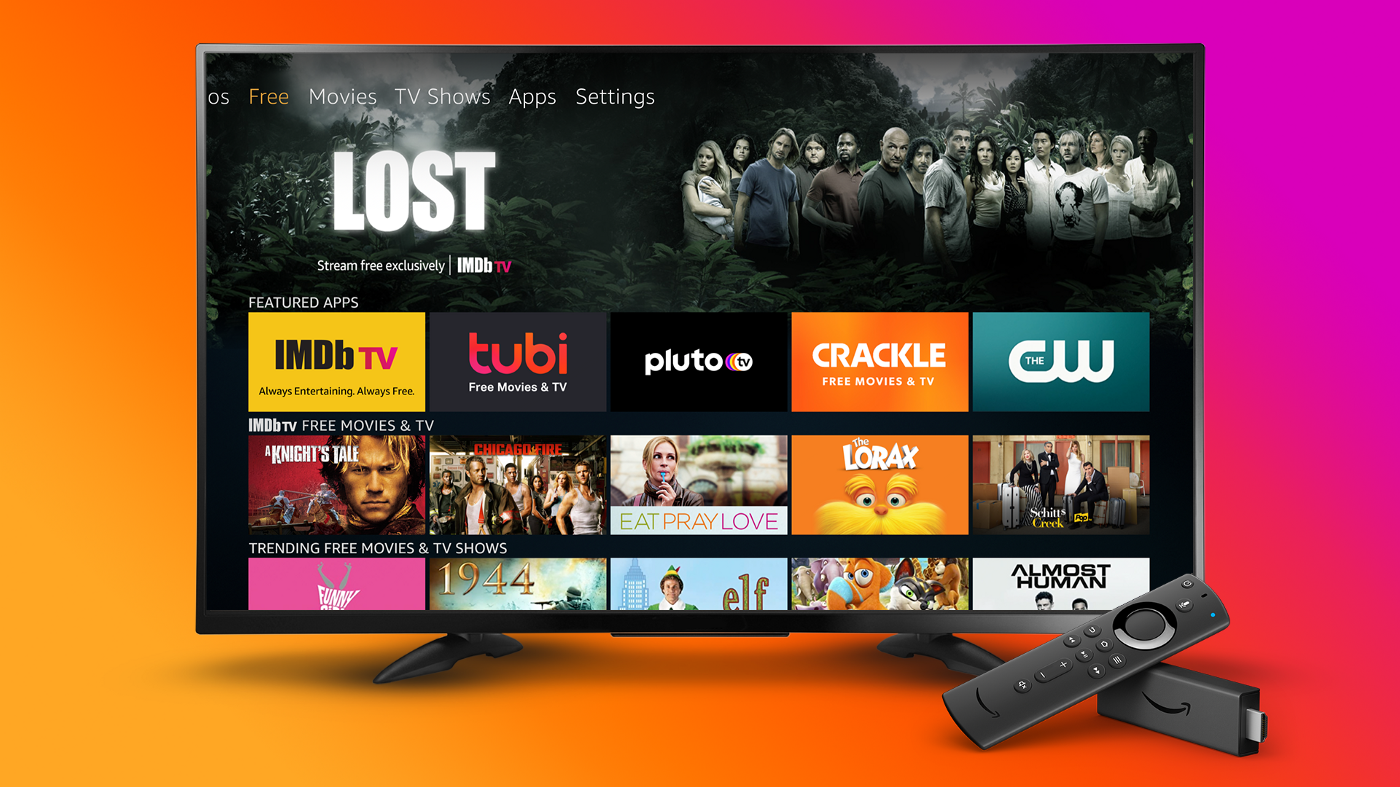 os Free Movies TV Shows Apps Settings
LOST
Stream free exclusively | IMDb TV
FEATURED APPS
IMDb TV
Always Entertaining. Always Free.
tubi
Free Movies & TV
pluto tv
CRACKLE
FREE MOVIES & TV
THE CW
IMDb TV FREE MOVIES & TV
A KNIGHT'S TALE
CHICAGO FIRE
EAT PRAY LOVE
The
LORAX
Schitt's
Creek
Pop
TRENDING FREE MOVIES & TV SHOWS
FUNNY
1944
elf
ALMOST
HUMAN